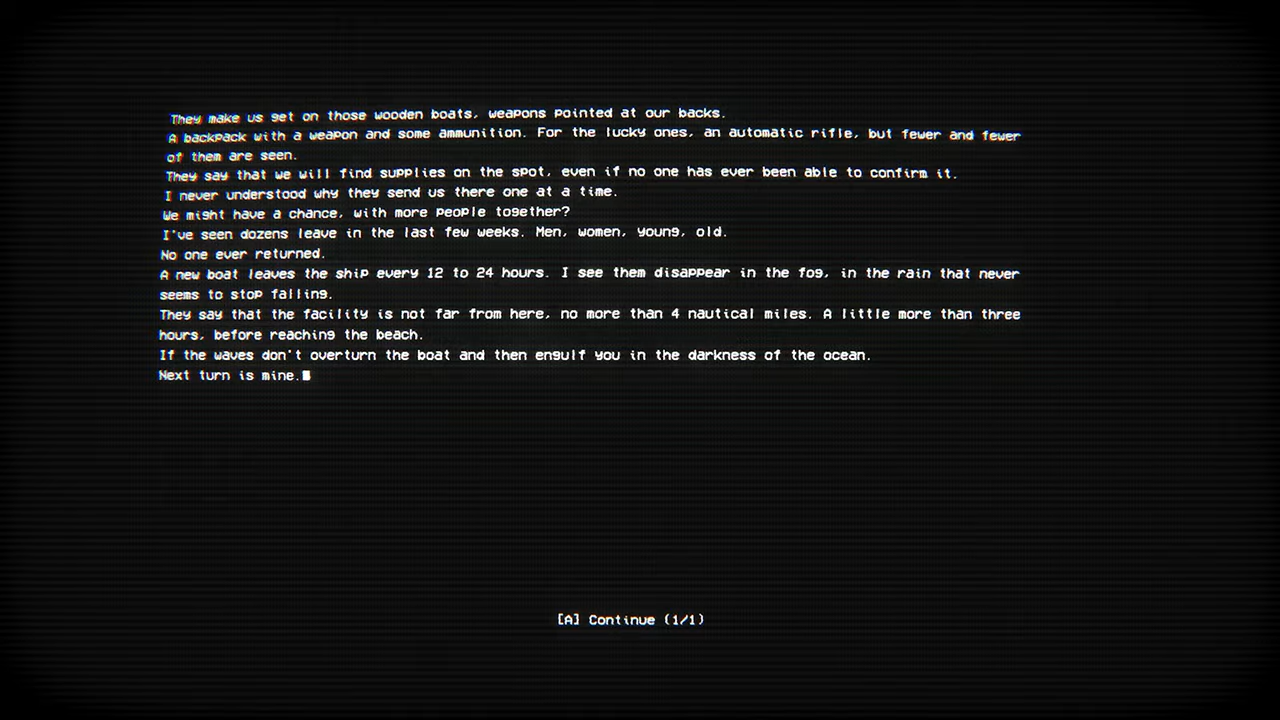 They make us get on those wooden boats, weapons pointed at our backs.
A backpack with a weapon and some ammunition. For the lucky ones, an automatic rifle, but fewer and fewer
of them are seen.
They say that we will find supplies on the spot, even if no one has ever been able to confirm it.
I never understood why they send us there one at a time.
We might have a chance, with more people together?
I've seen dozens leave in the last few weeks. Men, women, young, old.
No one ever returned.
A new boat leaves the ship every 12 to 24 hours. I see them disappear in the fog, in the rain that never
seems to stop falling.
They say that the facility is not far from here, no more than 4 nautical miles. A little more than three
hours, before reaching the beach.
If the waves don't overturn the boat and then engulf you in the darkness of the ocean.
Next turn is mine.
[A] Continue (1/1)